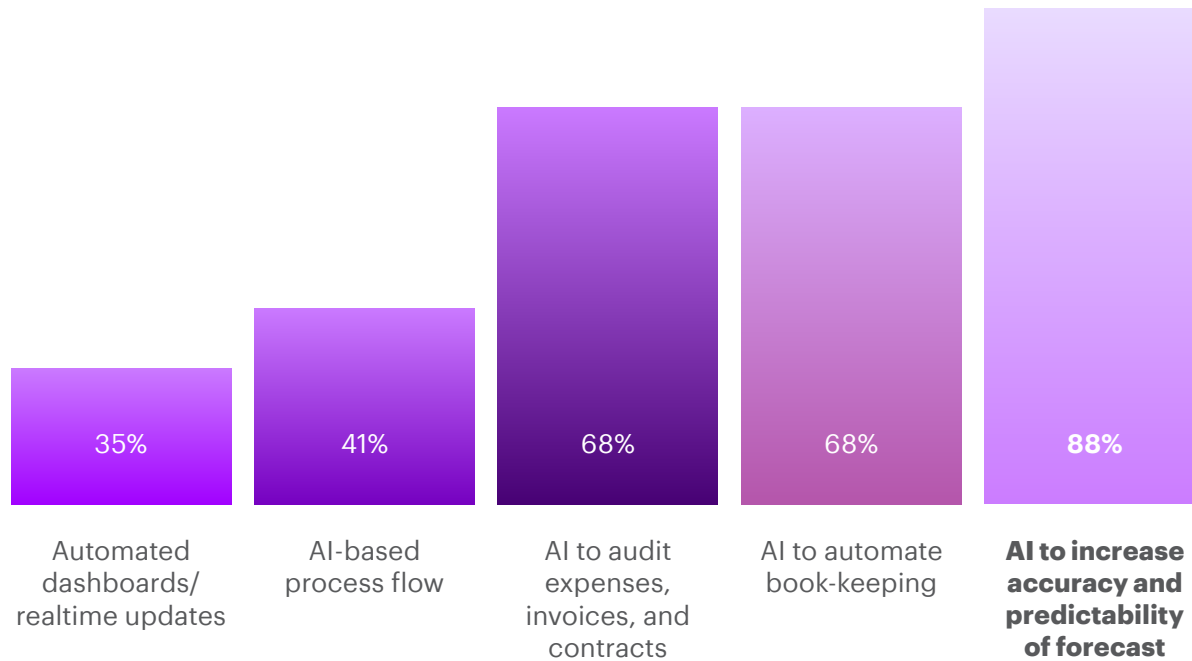 35%
41%
68%
68%
88%
Automated
dashboards/
realtime updates
AI-based
process flow
AI to audit
expenses,
invoices, and
contracts
AI to automate
book-keeping
AI to increase
accuracy and
predictability
of forecast